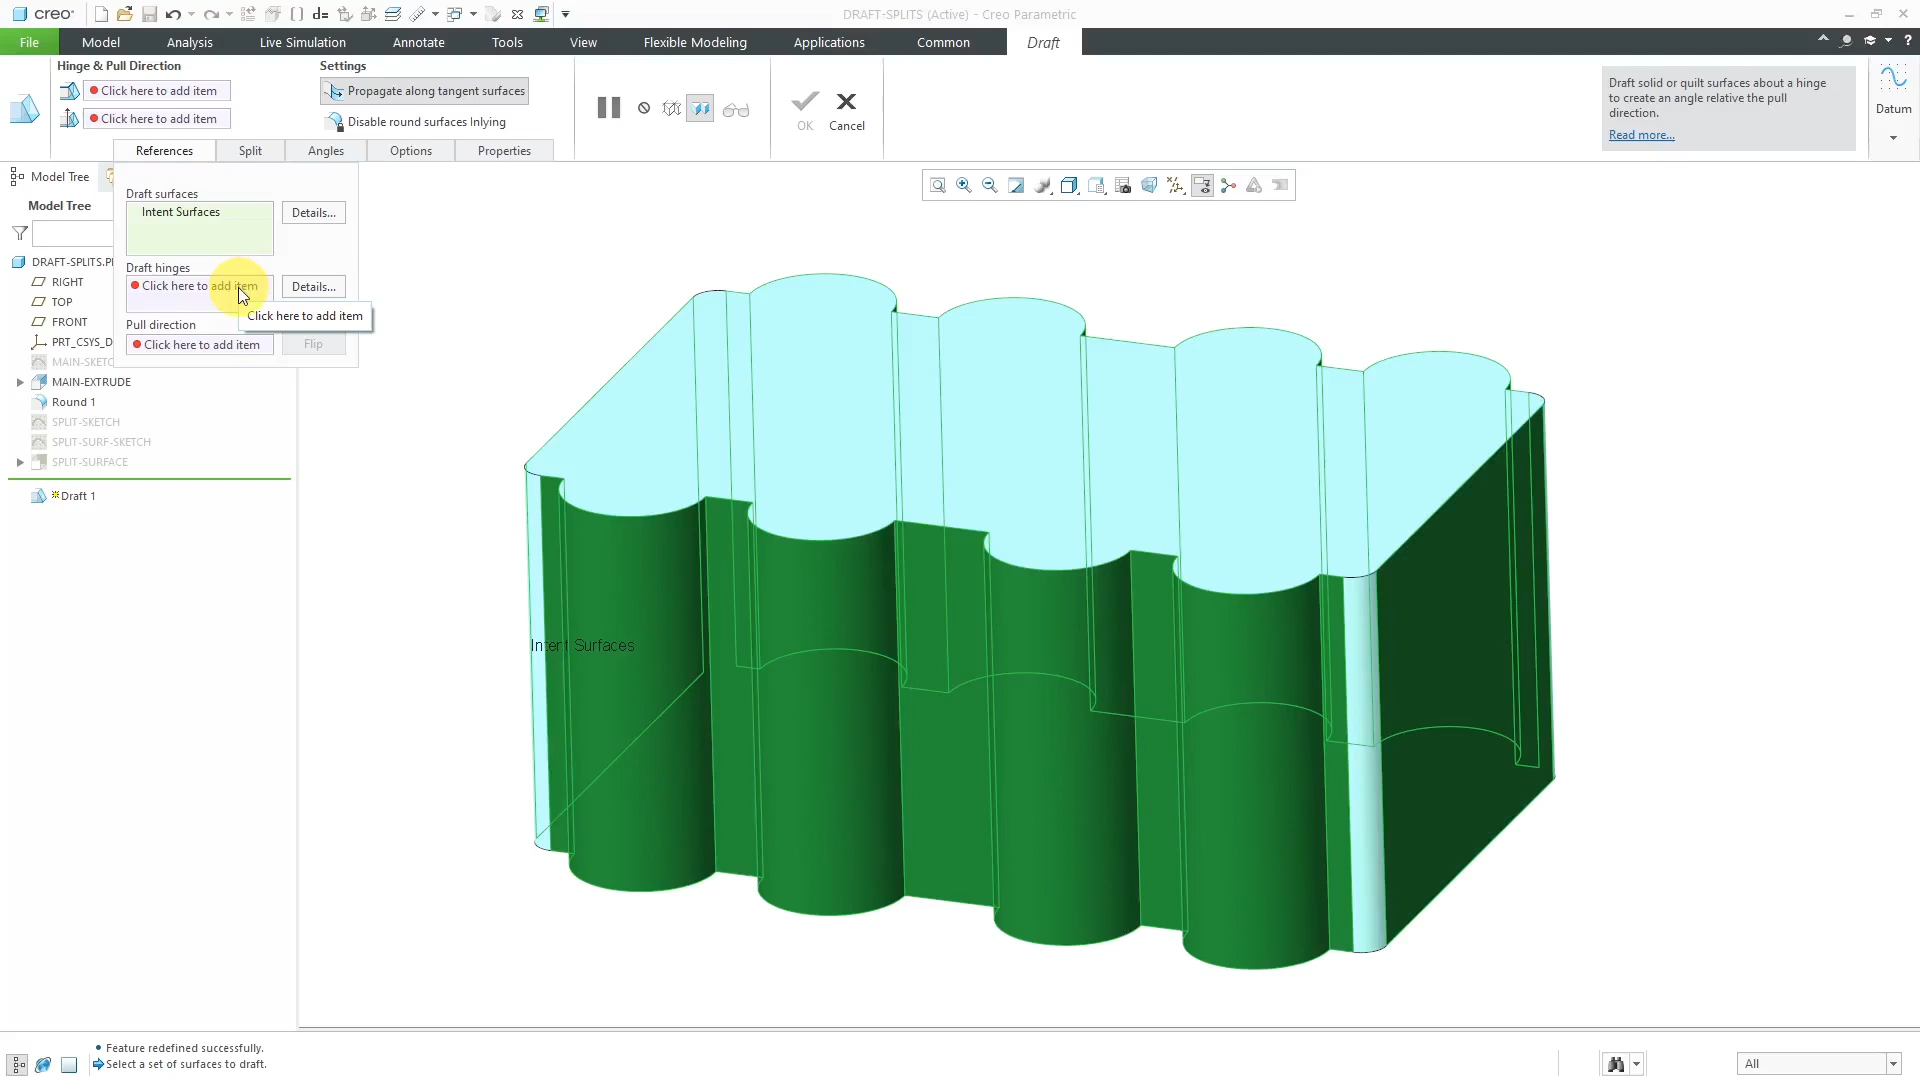 creo
d=
DRAFT-SPLITS (Active) - Creo Parametric
File
Model
Analysis
Live Simulation
Annotate
Tools
View
Flexible Modeling
Applications
Common
Draft
?
Hinge & Pull Direction
Click here to add item
Click here to add item
Settings
Propagate along tangent surfaces
Disable round surfaces Inlying
OK
Cancel
Draft solid or quilt surfaces about a hinge
to create an angle relative the pull
direction.
Read more...
Datum
References
Split
Angles
Options
Properties
Model Tree
Model Tree
Draft surfaces
Intent Surfaces
Details...
Draft hinges
Click here to add item
Details...
Click here to add item
Pull direction
Click here to add item
Flip
DRAFT-SPLITS.P
RIGHT
TOP
FRONT
PRT_CSYS_D
MAIN-SKETC
MAIN-EXTRUDE
Round 1
SPLIT-SKETCH
SPLIT-SURF-SKETCH
SPLIT-SURFACE
Draft 1
Intent Surfaces
Feature redefined successfully.
Select a set of surfaces to draft.
All